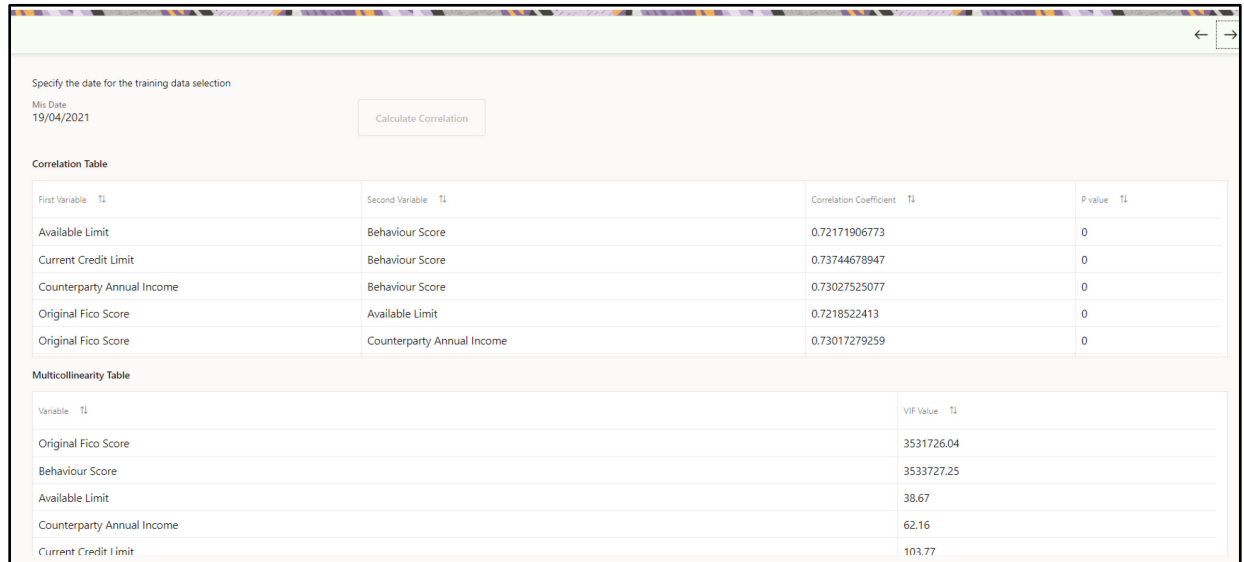 Specify the date for the training data selection
Mis Date
19/04/2021
Calculate Correlation
Correlation Table
First Variable Second Variable Correlation Coefficient P value
Available Limit Behaviour Score 0.72171906773 0
Current Credit Limit Behaviour Score 0.73744678947 0
Counterparty Annual Income Behaviour Score 0.73027525077 0
Original Fico Score Available Limit 0.7218522413 0
Original Fico Score Counterparty Annual Income 0.73017279259 0
Multicollinearity Table
Variable VIF Value
Original Fico Score 3531726.04
Behaviour Score 3533727.25
Available Limit 38.67
Counterparty Annual Income 62.16
Current Credit Limit 103.77